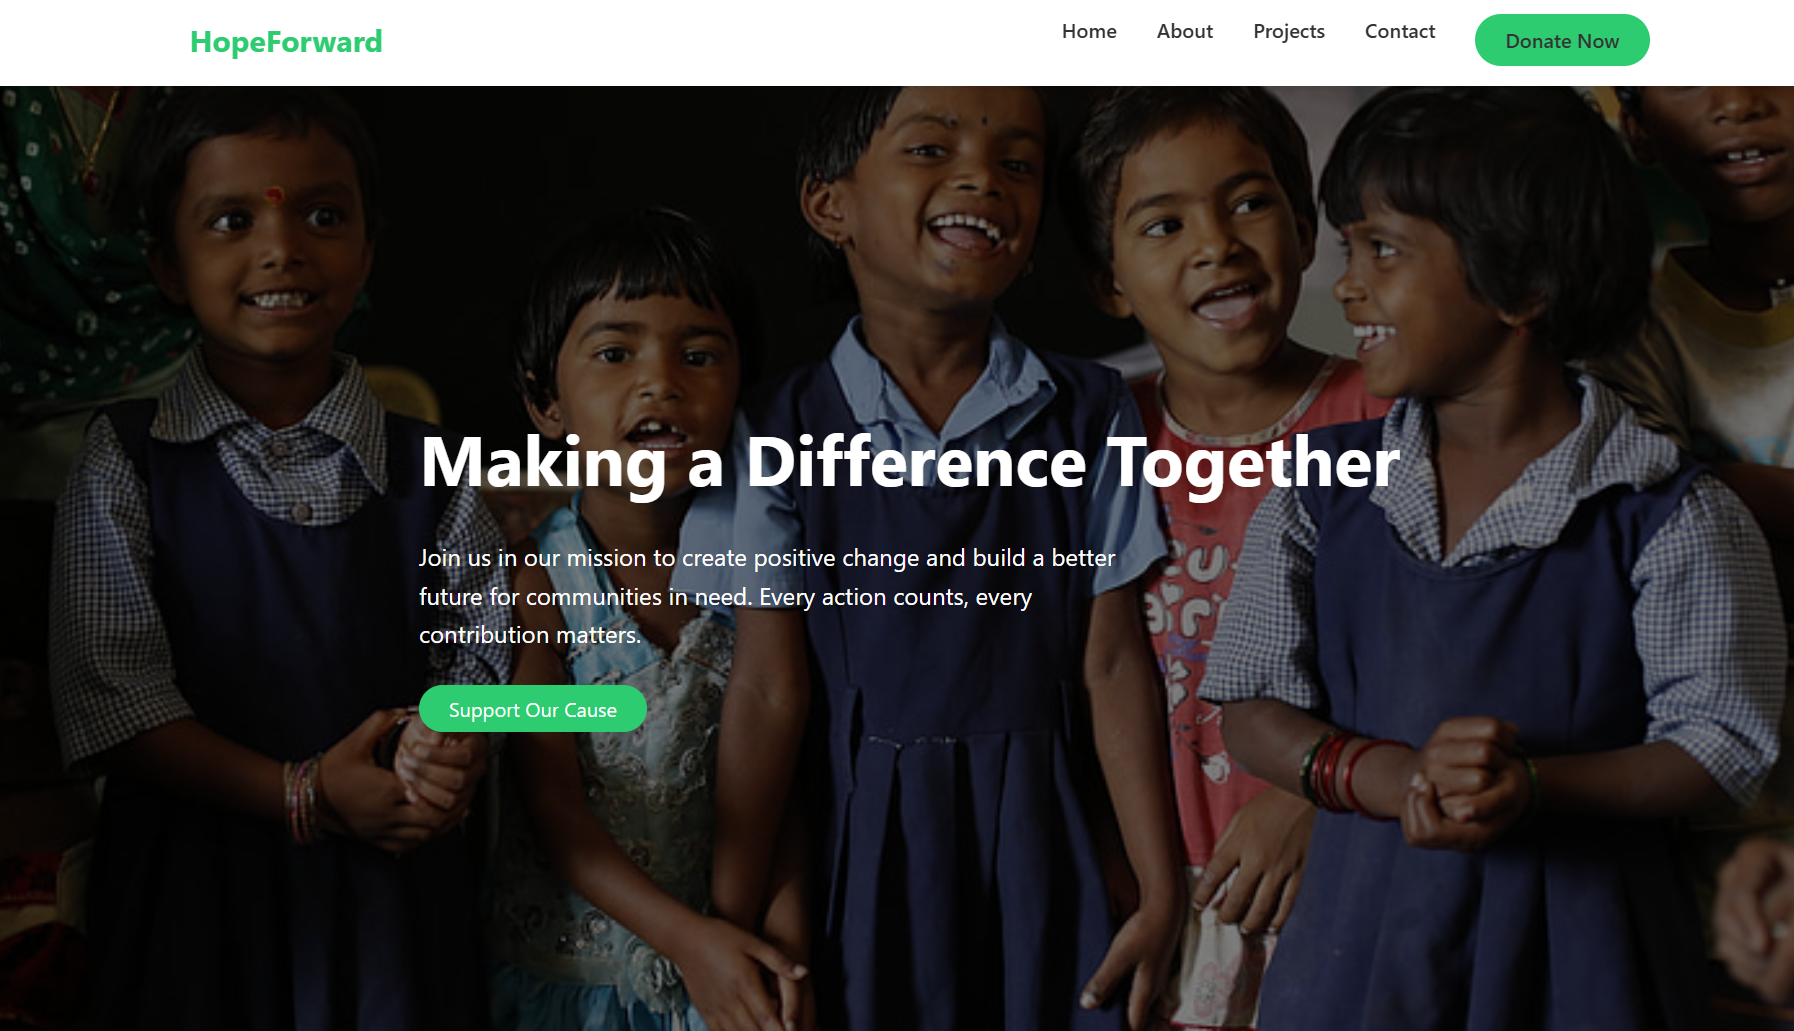 HopeForward
Home
About
Projects
Contact
Donate Now
Making a Difference Together
Join us in our mission to create positive change and build a better
future for communities in need. Every action counts, every
contribution matters.
Support Our Cause